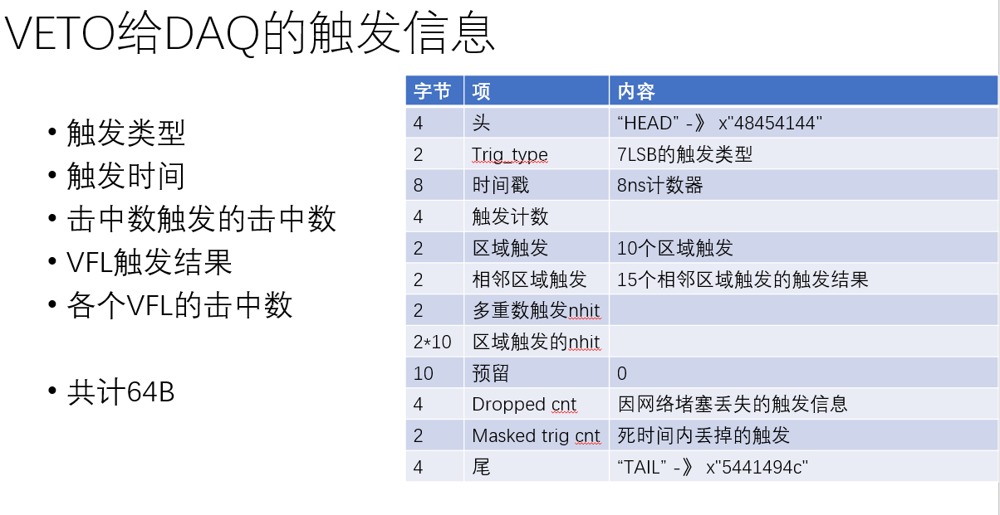 VETO给DAQ的触发信息
• 触发类型
• 触发时间
• 击中数触发的击中数
• VFL触发结果
• 各个VFL的击中数
• 共计64B
字节 项 内容
4 头 “HEAD” -》 x"48454144"
2 Trig_type 7LSB的触发类型
8 时间戳 8ns计数器
4 触发计数
2 区域触发 10个区域触发
2 相邻区域触发 15个相邻区域触发的触发结果
2 多重数触发nhit
2*10 区域触发的nhit
10 预留 0
4 Dropped cnt 因网络堵塞丢失的触发信息
2 Masked trig cnt 死时间内丢掉的触发
4 尾 “TAIL” -》 x"5441494c"